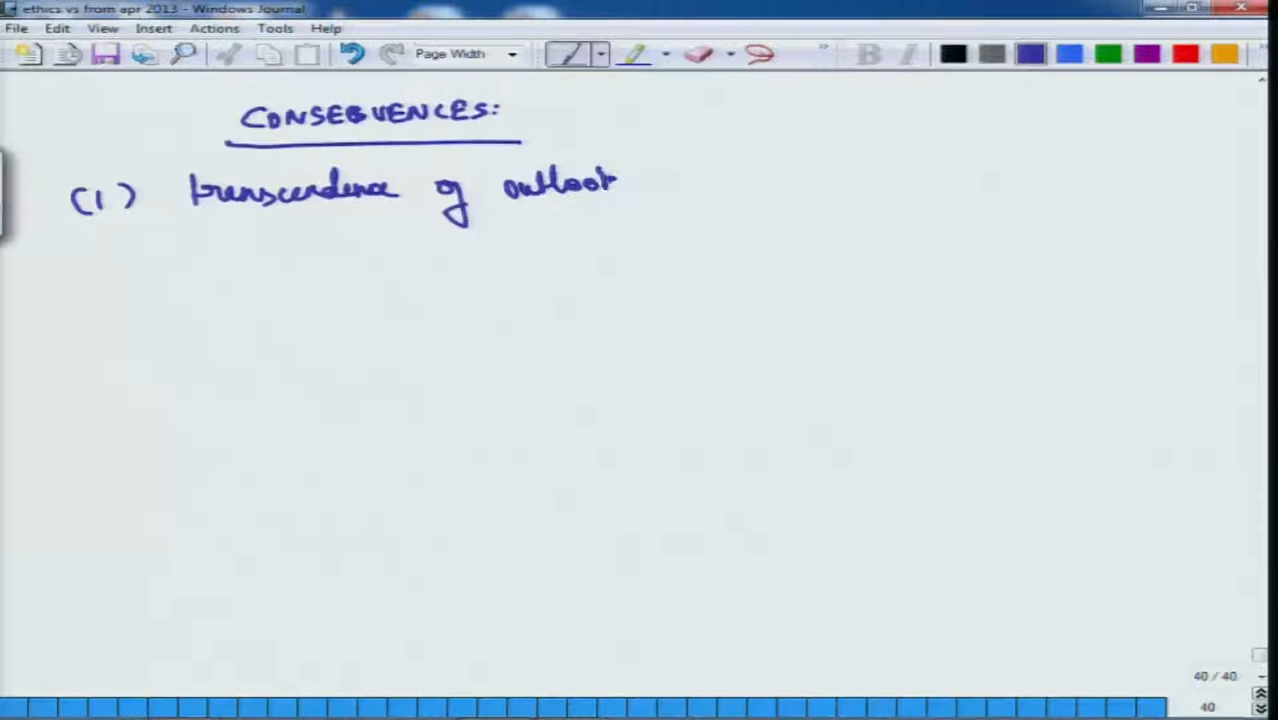 ethics vs from apr 2013 - Windows Journal
File Edit View Insert Actions Tools Help
Page Width B I
CONSEQUENCES:
(1) transcendence of outlook
40 / 40
40